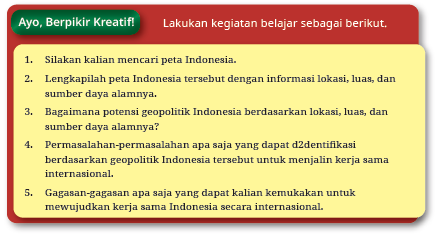 Ayo, Berpikir Kreatif!
Lakukan kegiatan belajar sebagai berikut.
1. Silakan kalian mencari peta Indonesia.
2. Lengkapilah peta Indonesia tersebut dengan informasi lokasi, luas, dan
sumber daya alamnya.
3. Bagaimana potensi geopolitik Indonesia berdasarkan lokasi, luas, dan
sumber daya alamnya?
4. Permasalahan-permasalahan apa saja yang dapat d2dentifikasi
berdasarkan geopolitik Indonesia tersebut untuk menjalin kerja sama
internasional.
5. Gagasan-gagasan apa saja yang dapat kalian kemukakan untuk
mewujudkan kerja sama Indonesia secara internasional.